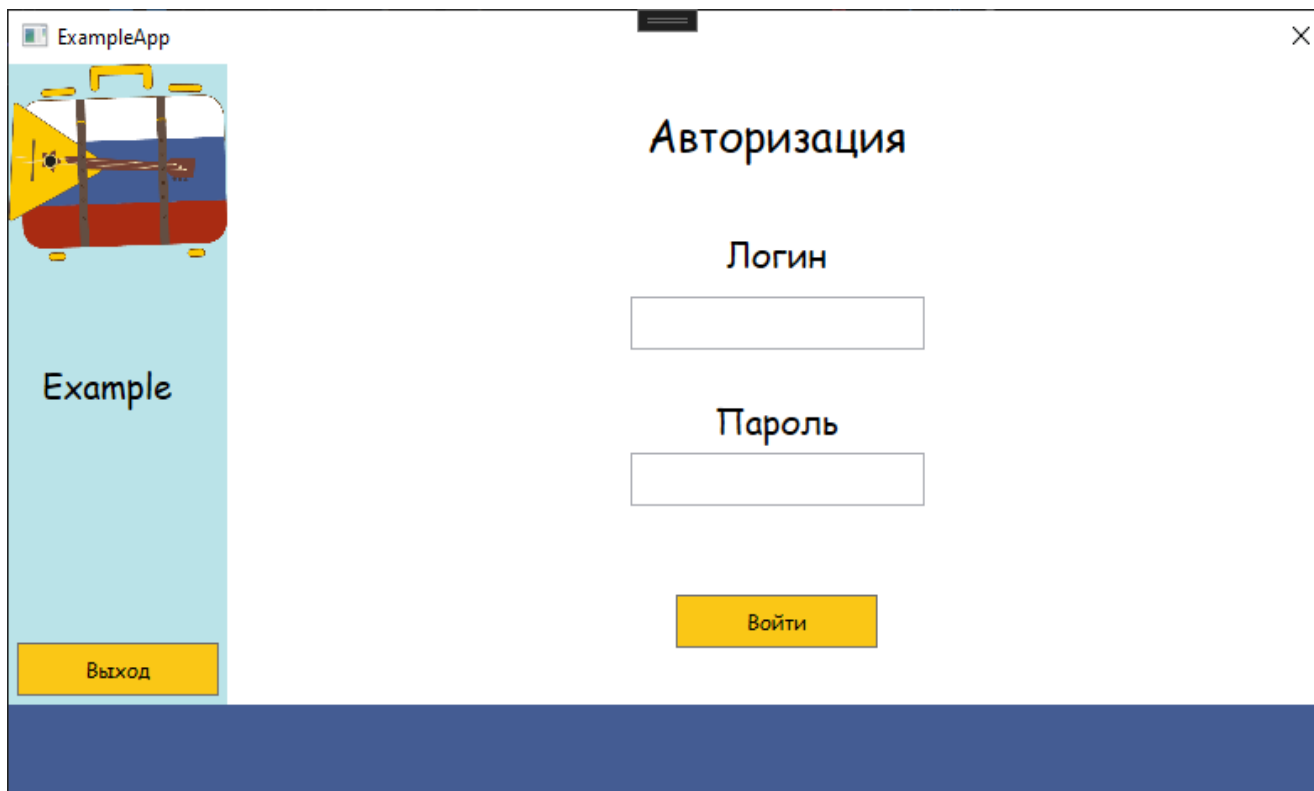 ExampleApp
Авторизация
Логин
Example
Пароль
Войти
Выход